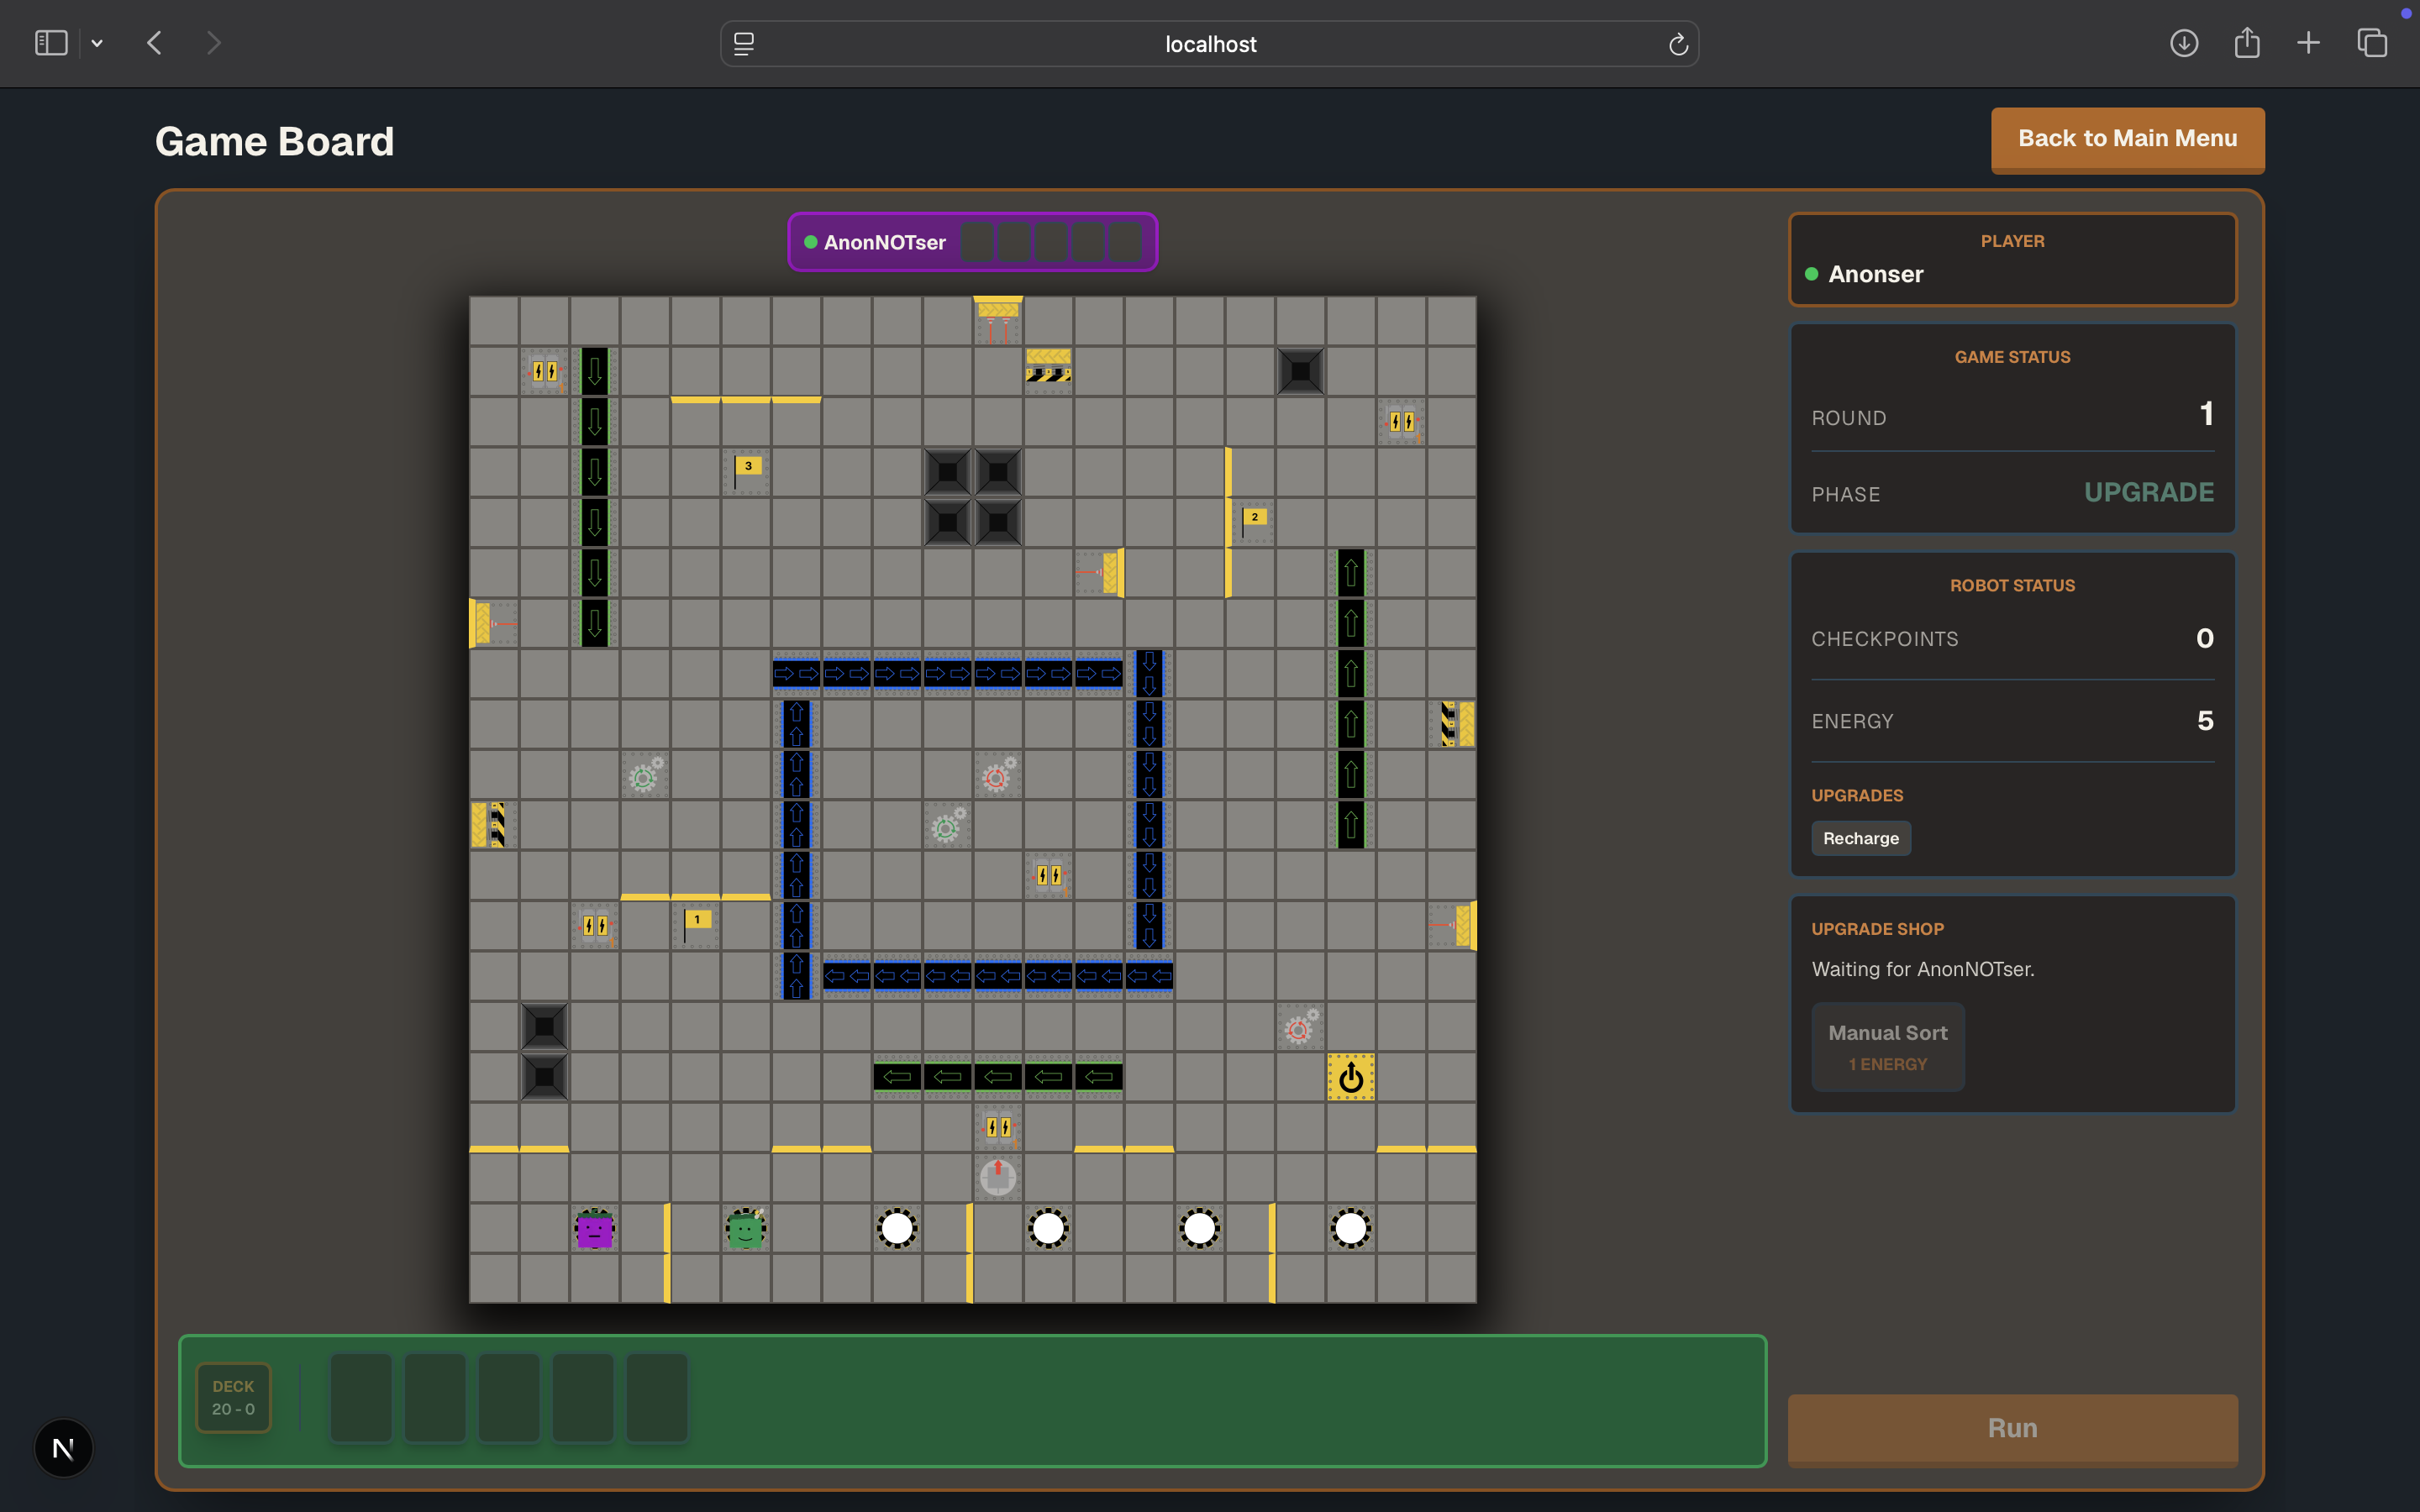 localhost
Game Board
Back to Main Menu
AnonNOTser
PLAYER
Anonser
GAME STATUS
ROUND 1
PHASE UPGRADE
ROBOT STATUS
CHECKPOINTS 0
ENERGY 5
UPGRADES
Recharge
UPGRADE SHOP
Waiting for AnonNOTser.
Manual Sort
1 ENERGY
3
2
1
DECK
20 - 0
Run
N